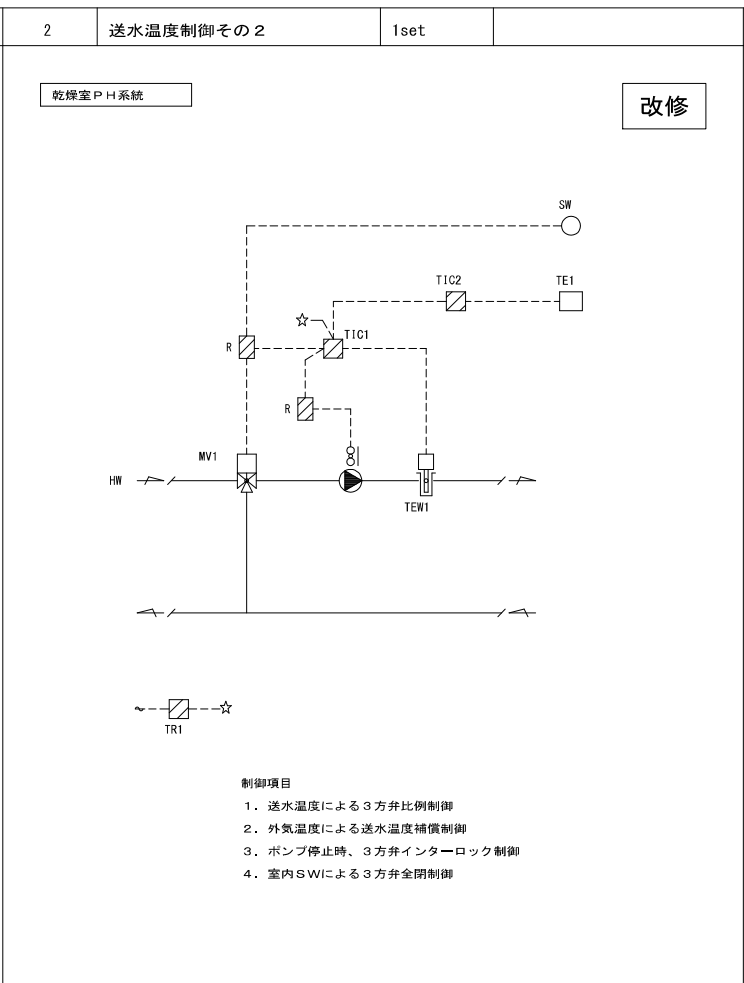 2 送水温度制御その2 1set
乾燥室PH系統
改修
SW
TIC2 TE1
TIC1
R
R
MV1
HW
TEW1
TR1
制御項目
1．送水温度による3方弁比例制御
2．外気温度による送水温度補償制御
3．ポンプ停止時、3方弁インターロック制御
4．室内SWによる3方弁全閉制御